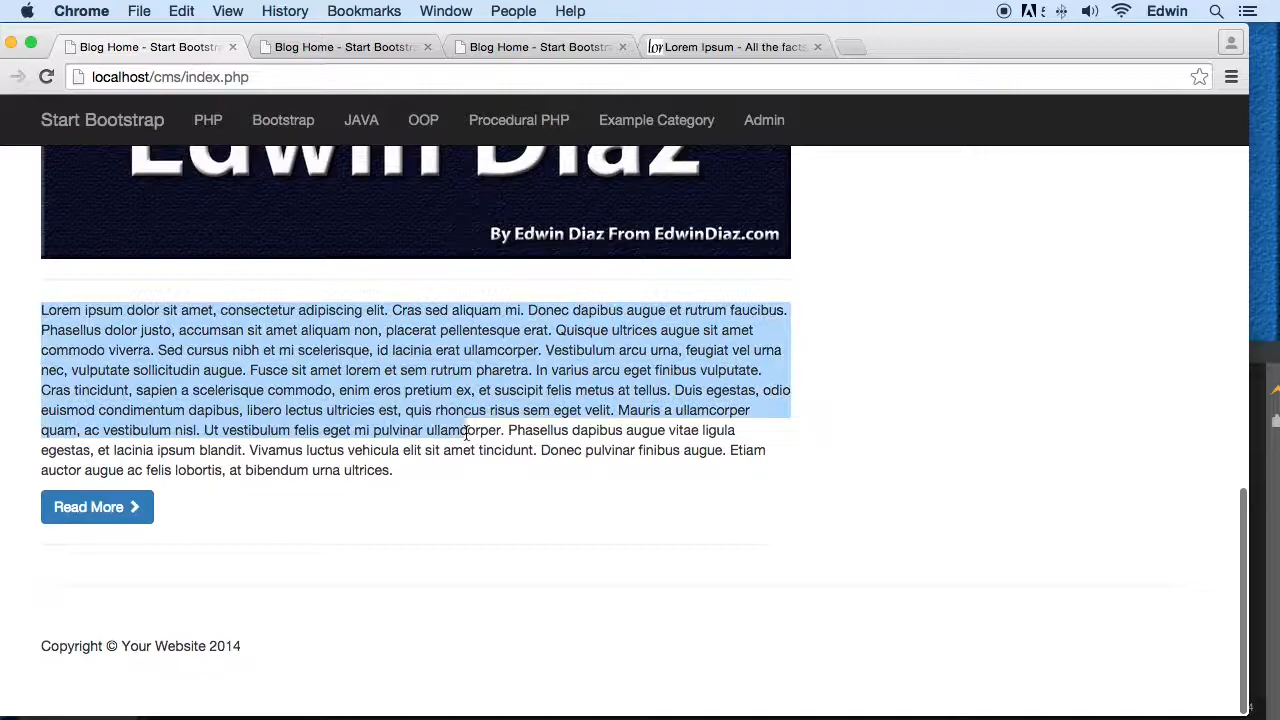 Chrome File Edit View History Bookmarks Window People Help Edwin
Blog Home - Start Bootstr
Blog Home - Start Bootstr
Blog Home - Start Bootstr
lor Lorem Ipsum - All the facts
localhost/cms/index.php
Start Bootstrap PHP Bootstrap JAVA OOP Procedural PHP Example Category Admin
Edwin Diaz
By Edwin Diaz From EdwinDiaz.com
Lorem ipsum dolor sit amet, consectetur adipiscing elit. Cras sed aliquam mi. Donec dapibus augue et rutrum faucibus.
Phasellus dolor justo, accumsan sit amet aliquam non, placerat pellentesque erat. Quisque ultrices augue sit amet
commodo viverra. Sed cursus nibh et mi scelerisque, id lacinia erat ullamcorper. Vestibulum arcu urna, feugiat vel urna
nec, vulputate sollicitudin augue. Fusce sit amet lorem et sem rutrum pharetra. In varius arcu eget finibus vulputate.
Cras tincidunt, sapien a scelerisque commodo, enim eros pretium ex, et suscipit felis metus at tellus. Duis egestas, odio
euismod condimentum dapibus, libero lectus ultricies est, quis rhoncus risus sem eget velit. Mauris a ullamcorper
quam, ac vestibulum nisl. Ut vestibulum felis eget mi pulvinar ullamcorper. Phasellus dapibus augue vitae ligula
egestas, et lacinia ipsum blandit. Vivamus luctus vehicula elit sit amet tincidunt. Donec pulvinar finibus augue. Etiam
auctor augue ac felis lobortis, at bibendum urna ultrices.
Read More
Copyright © Your Website 2014